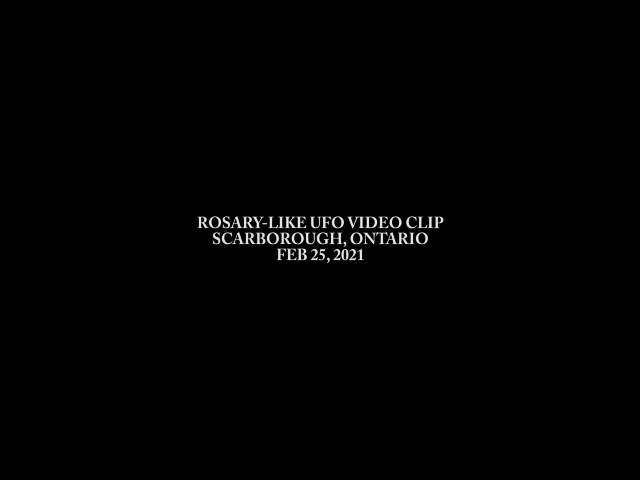 ROSARY-LIKE UFO VIDEO CLIP
SCARBOROUGH, ONTARIO
FEB 25, 2021